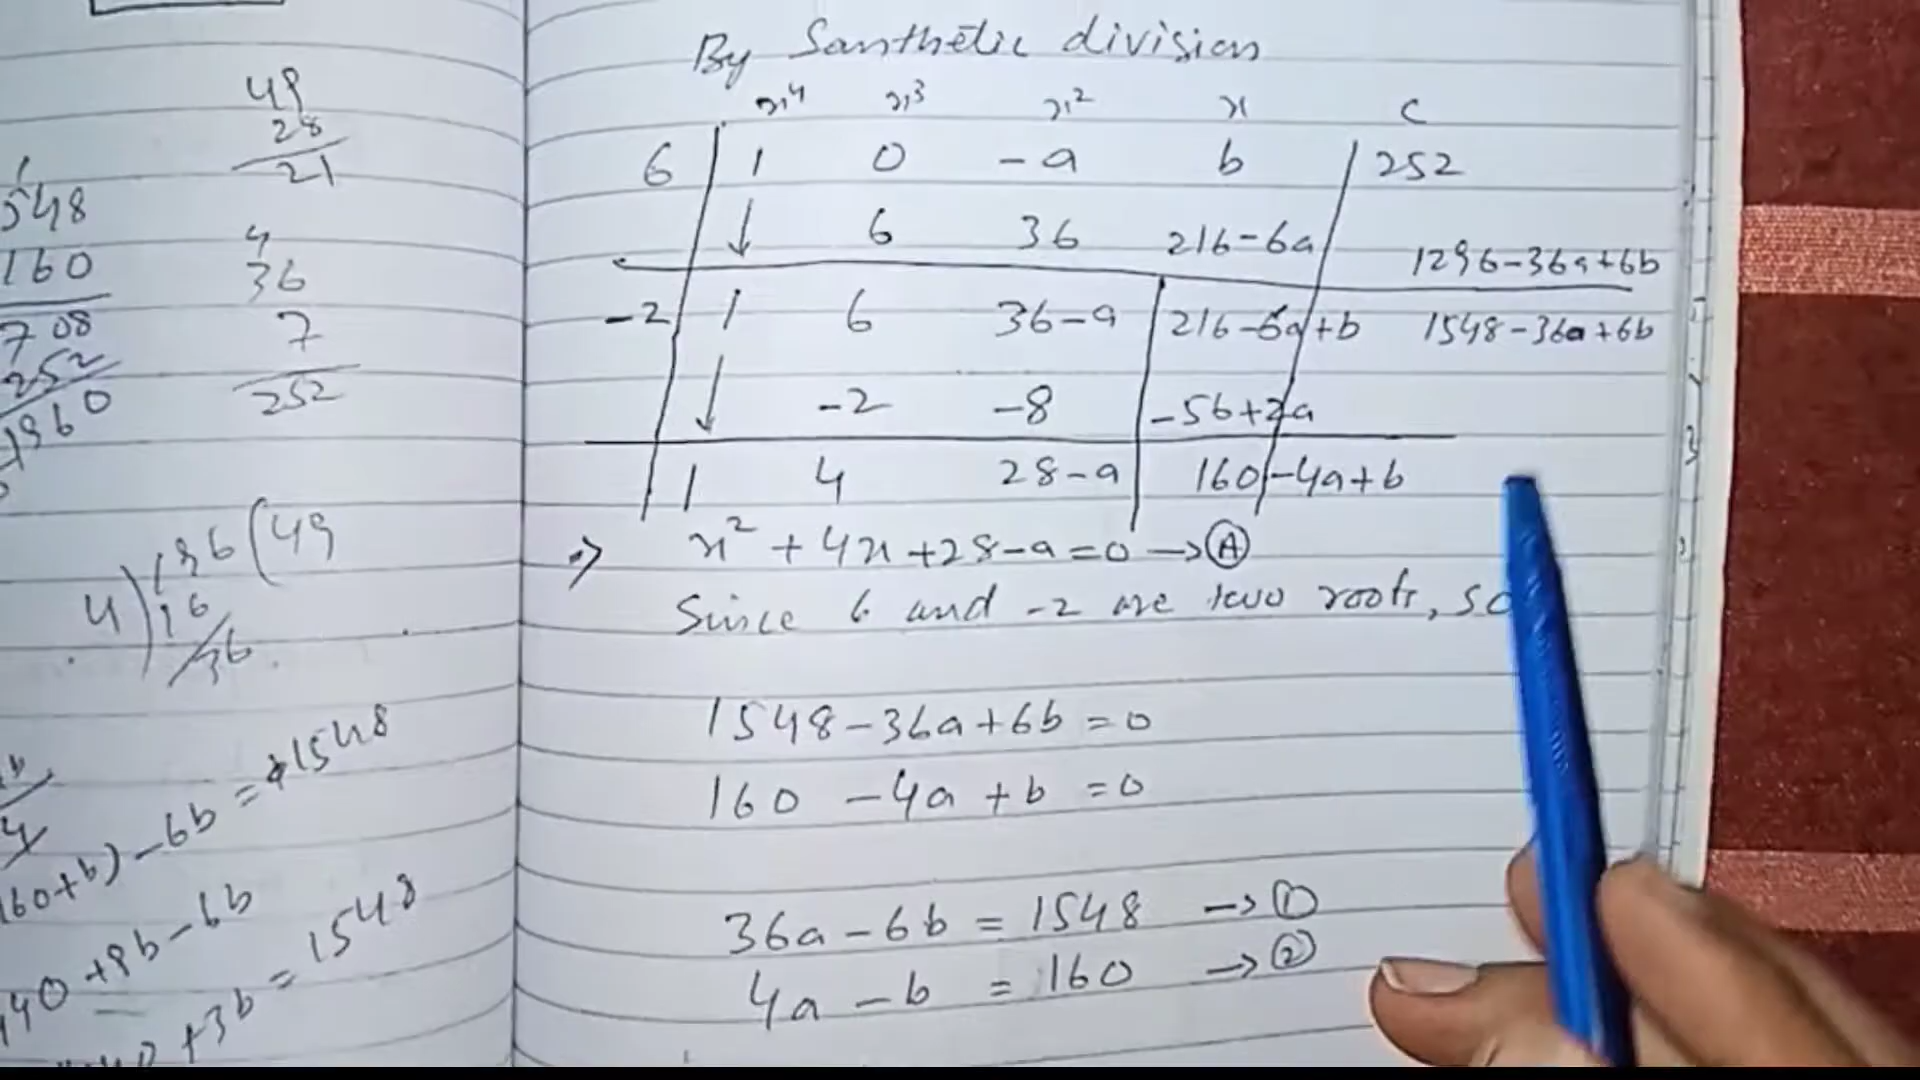 49
28
21
548
160
708
252
1960
4
36
7
252
4)196(49
16
36
160+b)-6b=1548
40+9b-6b
+3b=1548
By Santhetic division
x⁴ x³ x² x c
6 | 1 0 -a b | 252
↓ 6 36 216-6a 1296-36a+6b
-2 | 1 6 36-a | 216-6a+b 1548-36a+6b
↓ -2 -8 -56+2a
1 4 28-a 160-4a+b
⇒ x²+4x+28-a=0 → Ⓐ
Since 6 and -2 are two roots, so
1548-36a+6b=0
160-4a+b=0
36a-6b=1548 → ①
4a-b=160 → ②